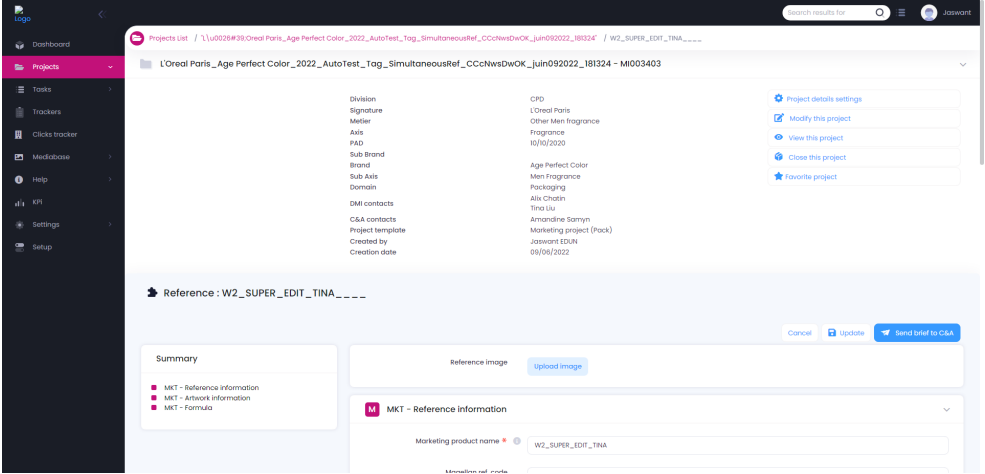 Logo
Search results for
Jaswant
Dashboard
Projects
Tasks
Trackers
Clicks tracker
Mediabase
Help
KPI
Settings
Setup
Projects List / 'L\u0026#39;Oreal Paris_Age Perfect Color_2022_AutoTest_Tag_SimultaneousRef_CCcNwsDwOK_juin092022_181324' / W2_SUPER_EDIT_TINA____
L'Oreal Paris_Age Perfect Color_2022_AutoTest_Tag_SimultaneousRef_CCcNwsDwOK_juin092022_181324 - MI003403
Division CPD
Signature L'Oreal Paris
Metier Other Men fragrance
Axis Fragrance
PAD 10/10/2020
Sub Brand
Brand Age Perfect Color
Sub Axis Men Fragrance
Domain Packaging
DMI contacts Alix Chatin
Tina Liu
C&A contacts Amandine Samyn
Project template Marketing project (Pack)
Created by Jaswant EDUN
Creation date 09/06/2022
Project details settings
Modify this project
View this project
Close this project
Favorite project
Reference : W2_SUPER_EDIT_TINA____
Cancel Update Send brief to C&A
Summary
MKT - Reference information
MKT - Artwork information
MKT - Formula
Reference image Upload image
M MKT - Reference information
Marketing product name * W2_SUPER_EDIT_TINA
Magellan ref. code